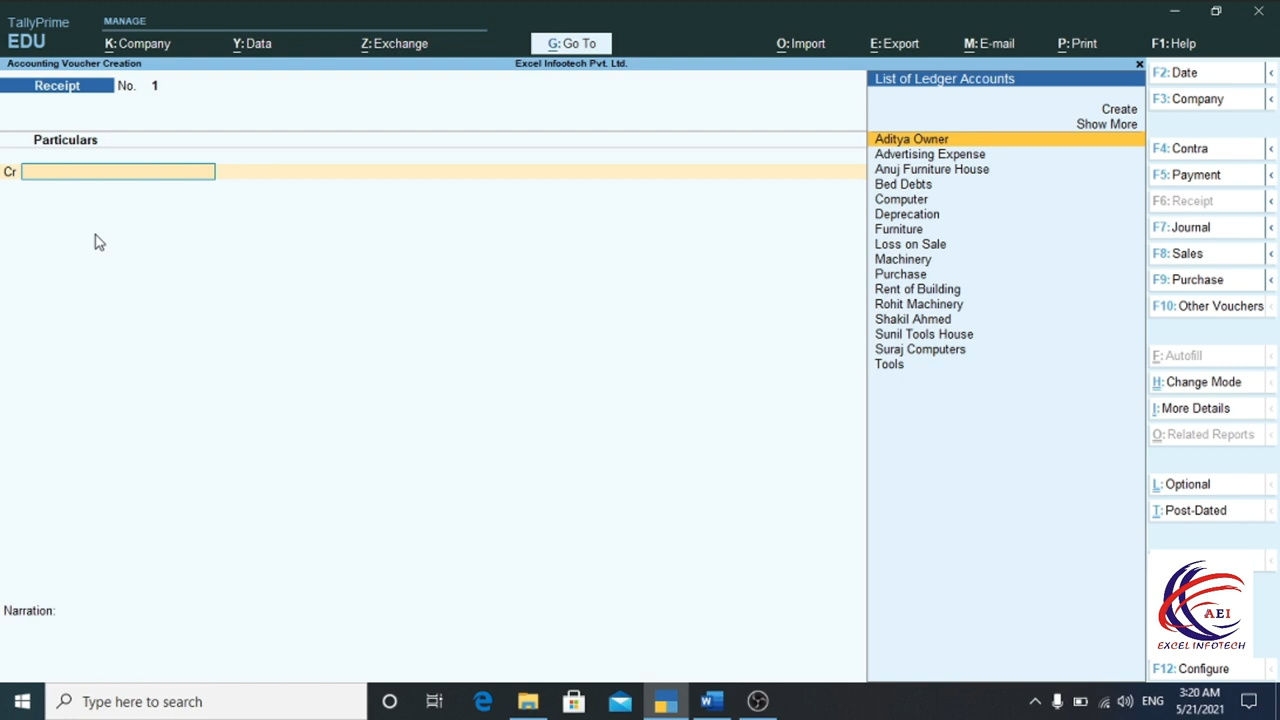 TallyPrime
EDU
MANAGE
K: Company
Y: Data
Z: Exchange
G: Go To
O: Import
E: Export
M: E-mail
P: Print
F1: Help
Accounting Voucher Creation
Excel Infotech Pvt. Ltd.
Receipt No. 1
Particulars
Cr
Narration:
List of Ledger Accounts
Create
Show More
Aditya Owner
Advertising Expense
Anuj Furniture House
Bed Debts
Computer
Deprecation
Furniture
Loss on Sale
Machinery
Purchase
Rent of Building
Rohit Machinery
Shakil Ahmed
Sunil Tools House
Suraj Computers
Tools
F2: Date
F3: Company
F4: Contra
F5: Payment
F6: Receipt
F7: Journal
F8: Sales
F9: Purchase
F10: Other Vouchers
F: Autofill
H: Change Mode
I: More Details
O: Related Reports
L: Optional
T: Post-Dated
AEI
EXCEL INFOTECH
F12: Configure
Type here to search
ENG
3:20 AM
5/21/2021